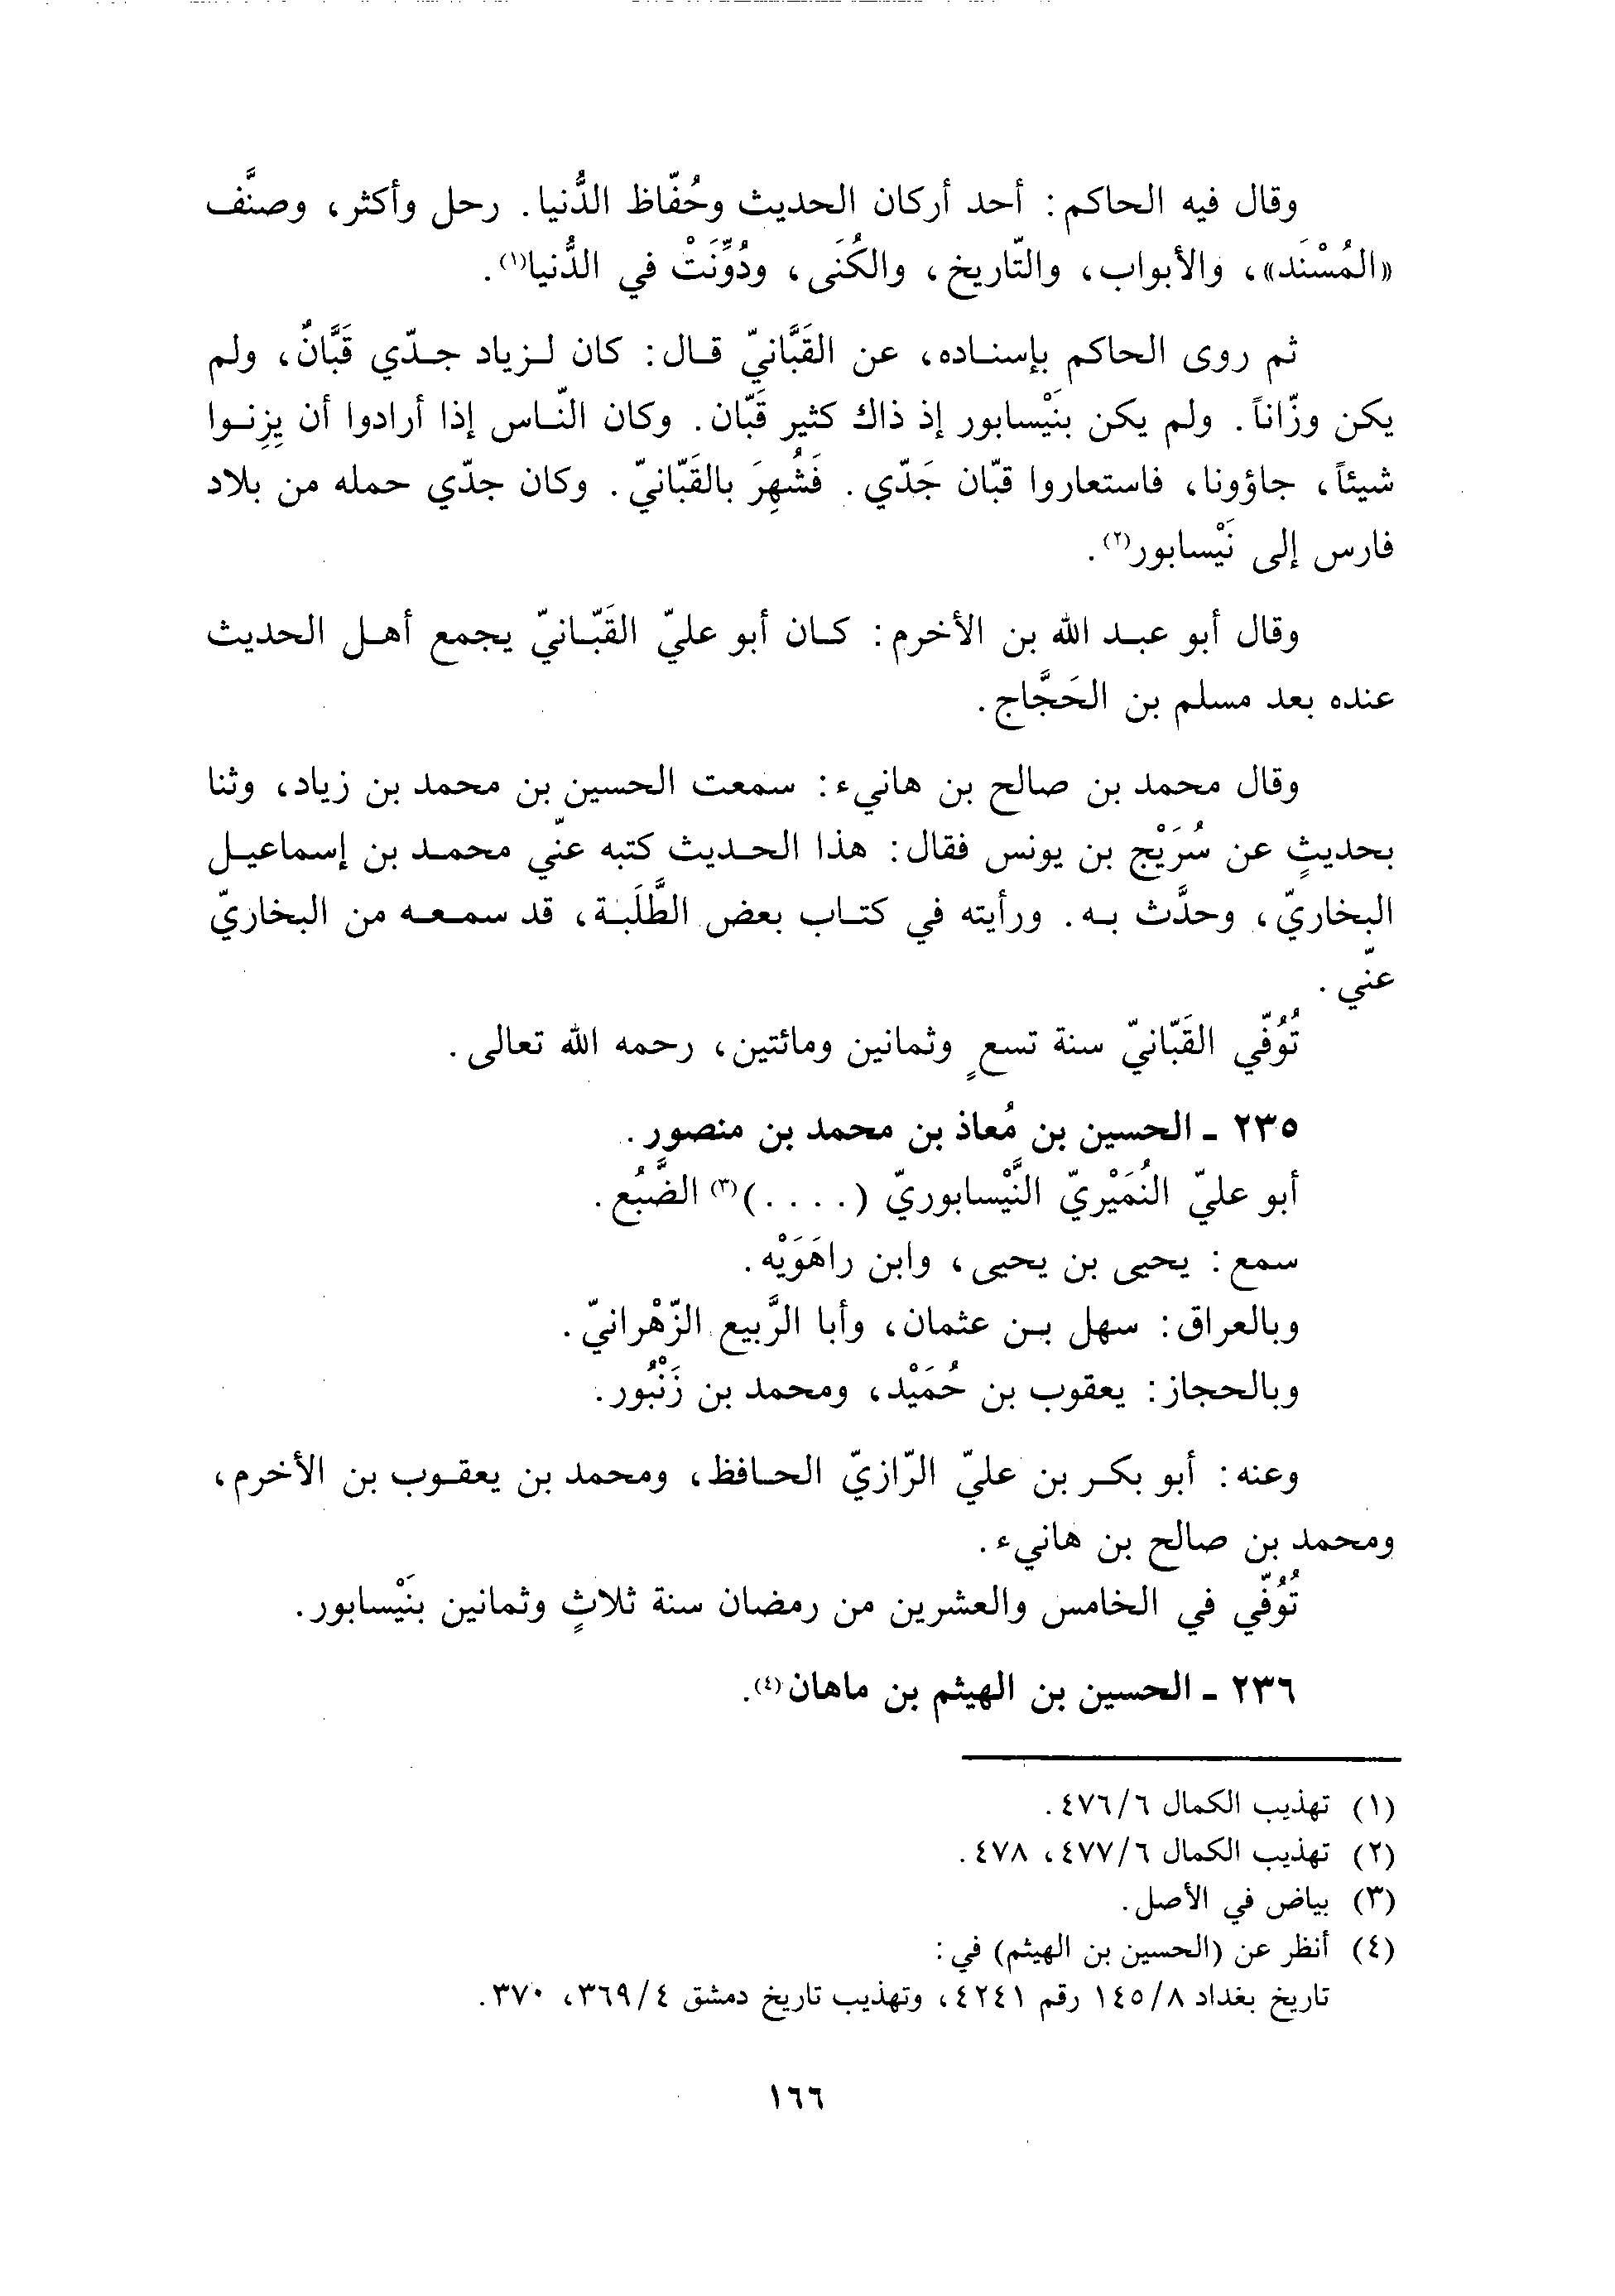 وقال فيه الحاكم: أحد أركان الحديث وحُفّاظ الدُّنيا. رحل وأكثر، وصنَّف
«المُسْنَد»، والأبواب، والتّاريخ، والكُنَى، ودُوِّنَتْ في الدُّنيا(١).
ثم روى الحاكم بإسناده، عن القَبَّانيّ قال: كان لزياد جدّي قَبَّانٌ، ولم
يكن وزّاناً. ولم يكن بنَيْسابور إذ ذاك كثير قَبّان. وكان النّاس إذا أرادوا أن يِزِنوا
شيئاً، جاؤونا، فاستعاروا قبّان جَدّي. فَشُهِرَ بالقَبّانيّ. وكان جدّي حمله من بلاد
فارس إلى نَيْسابور(٢).
وقال أبو عبد الله بن الأخرم: كان أبو عليّ القَبّانيّ يجمع أهل الحديث
عنده بعد مسلم بن الحَجَّاج.
وقال محمد بن صالح بن هانيء: سمعت الحسين بن محمد بن زياد، وثنا
بحديثٍ عن سُرَيْج بن يونس فقال: هذا الحديث كتبه عنّي محمد بن إسماعيل
البخاريّ، وحدَّث به. ورأيته في كتاب بعض الطَّلَبة، قد سمعه من البخاريّ
عنّي.
تُوُفّي القَبّانيّ سنة تسعٍ وثمانين ومائتين، رحمه الله تعالى.
٢٣٥ - الحسين بن مُعاذ بن محمد بن منصور.
أبو عليّ النُمَيْريّ النَّيْسابوريّ (....)(٣) الضَّبُع.
سمع: يحيى بن يحيى، وابن راهَوَيْه.
وبالعراق: سهل بن عثمان، وأبا الرَّبيع الزّهْرانيّ.
وبالحجاز: يعقوب بن حُمَيْد، ومحمد بن زَنْبُور.
وعنه: أبو بكر بن عليّ الرّازيّ الحافظ، ومحمد بن يعقوب بن الأخرم،
ومحمد بن صالح بن هانيء.
تُوُفّي في الخامس والعشرين من رمضان سنة ثلاثٍ وثمانين بنَيْسابور.
٢٣٦ - الحسين بن الهيثم بن ماهان(٤).
(١) تهذيب الكمال ٤٧٦/٦.
(٢) تهذيب الكمال ٤٧٧/٦، ٤٧٨.
(٣) بياض في الأصل.
(٤) أنظر عن (الحسين بن الهيثم) في:
تاريخ بغداد ١٤٥/٨ رقم ٤٢٤١، وتهذيب تاريخ دمشق ٣٦٩/٤، ٣٧٠.
١٦٦